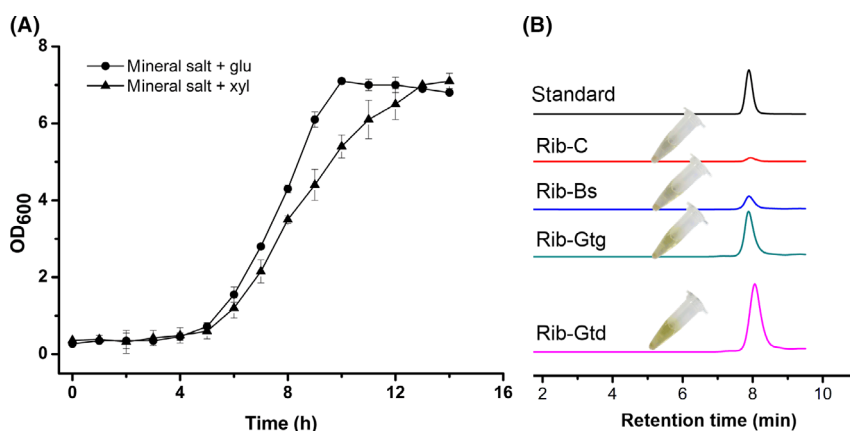 (A)
Mineral salt + glu
Mineral salt + xyl
OD600
8
6
4
2
0
0 4 8 12 16
Time (h)
(B)
Standard
Rib-C
Rib-Bs
Rib-Gtg
Rib-Gtd
2 4 6 8 10
Retention time (min)